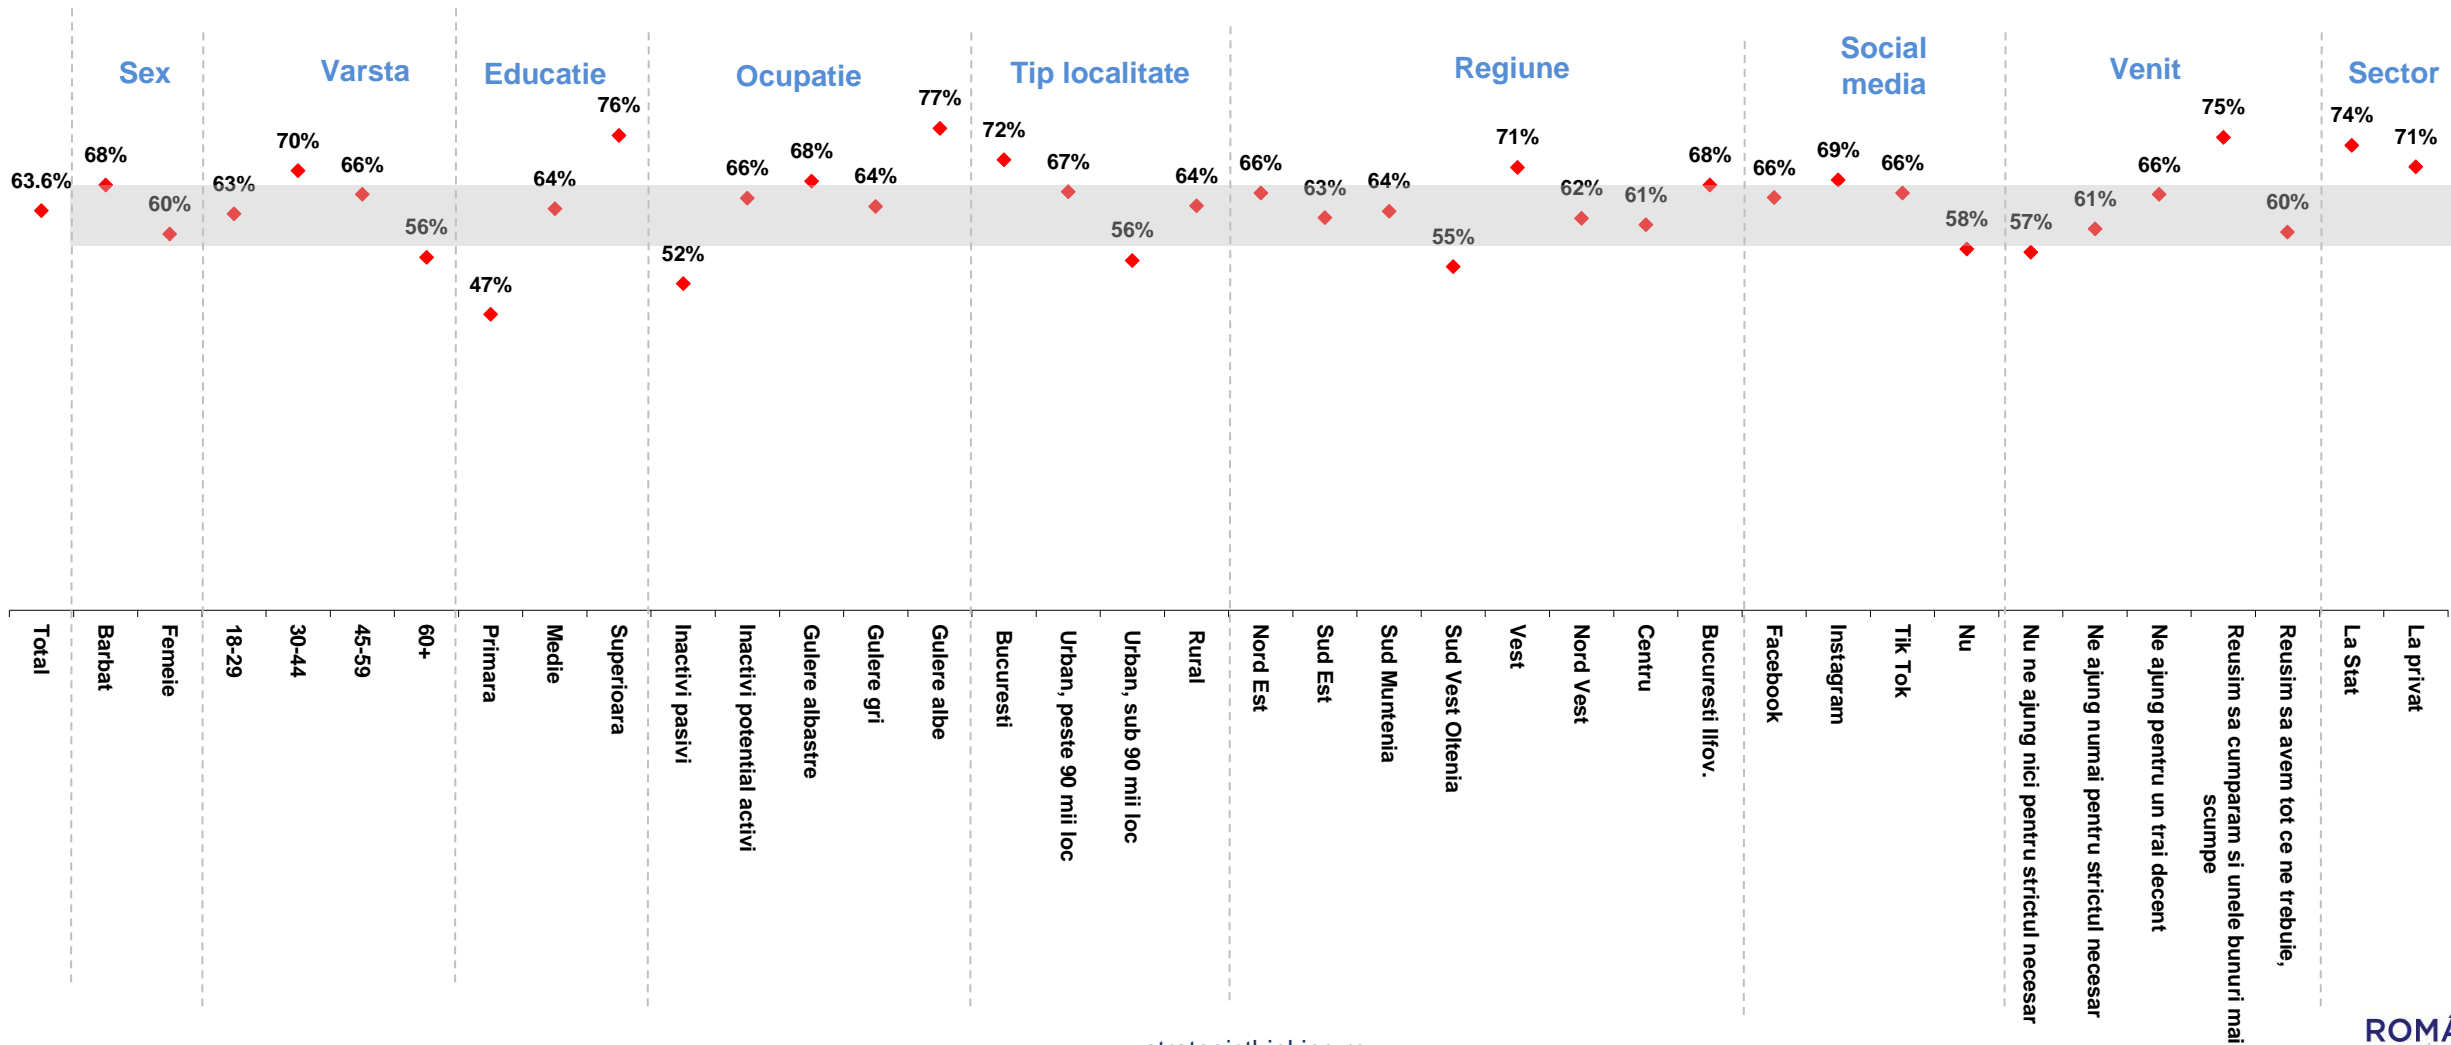 Sex
Varsta
Educatie
Ocupatie
Tip localitate
Regiune
Social
media
Venit
Sector
63.6%
68%
60%
63%
70%
66%
56%
47%
64%
76%
52%
66%
68%
64%
77%
72%
67%
56%
64%
66%
63%
64%
55%
71%
62%
61%
68%
66%
69%
66%
58%
57%
61%
66%
75%
60%
74%
71%
Total
Barbat
Femeie
18-29
30-44
45-59
60+
Primara
Medie
Superioara
Inactivi pasivi
Inactivi potential activi
Gulere albastre
Gulere gri
Gulere albe
Bucuresti
Urban, peste 90 mii loc
Urban, sub 90 mii loc
Rural
Nord Est
Sud Est
Sud Muntenia
Sud Vest Oltenia
Vest
Nord Vest
Centru
Bucuresti Ilfov.
Facebook
Instagram
Tik Tok
Nu
Nu ne ajung nici pentru strictul necesar
Ne ajung numai pentru strictul necesar
Ne ajung pentru un trai decent
Reusim sa cumparam si unele bunuri mai
scumpe
Reusim sa avem tot ce ne trebuie,
La Stat
La privat